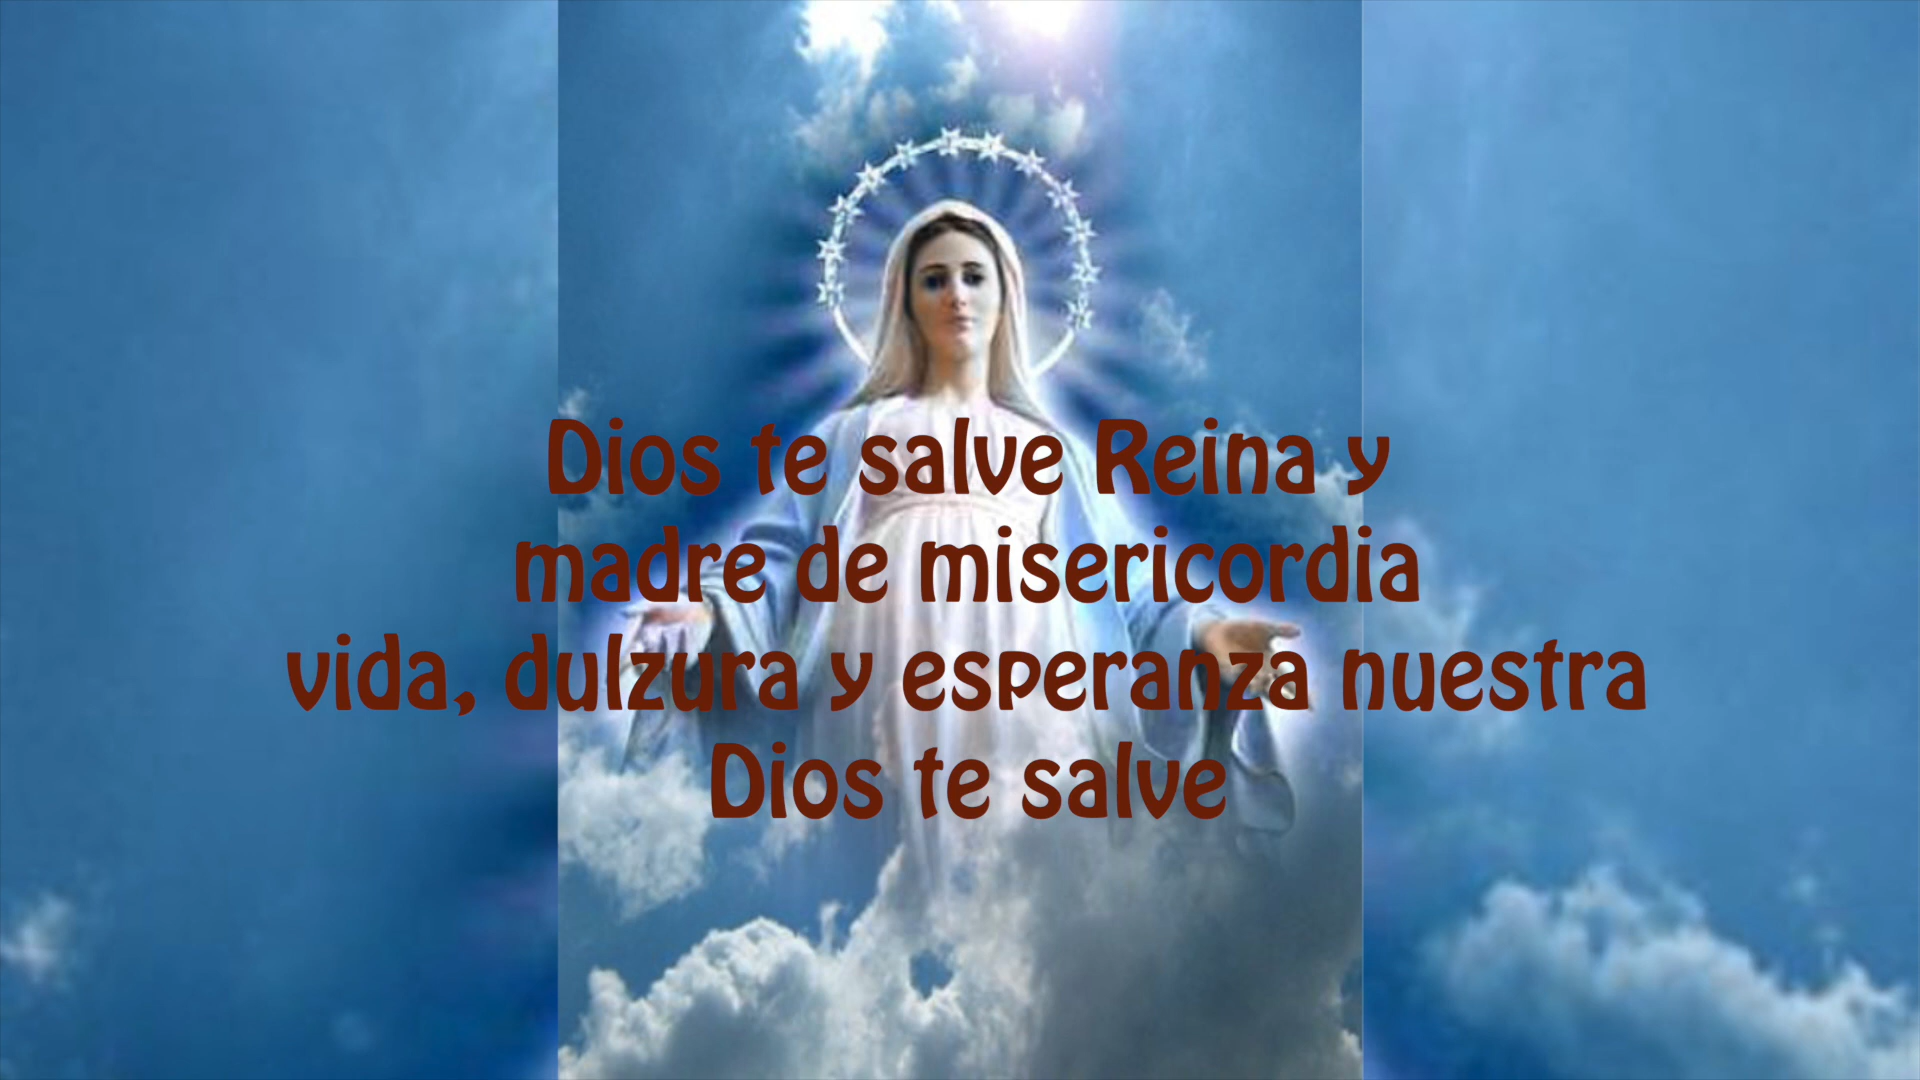 Dios te salve Reina y
madre de misericordia
vida, dulzura y esperanza nuestra
Dios te salve